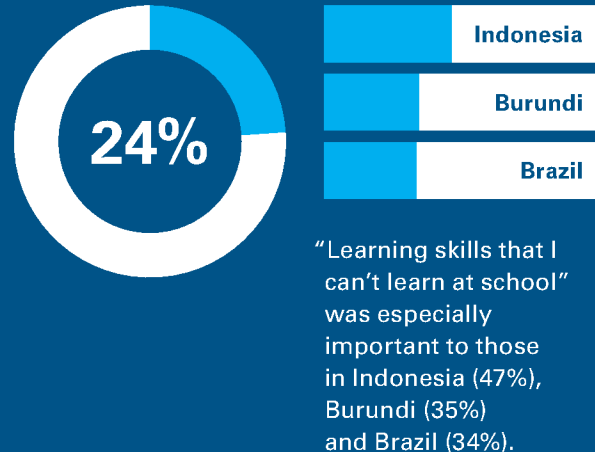 24%
Indonesia
Burundi
Brazil
“Learning skills that I
can’t learn at school”
was especially
important to those
in Indonesia (47%),
Burundi (35%)
and Brazil (34%).